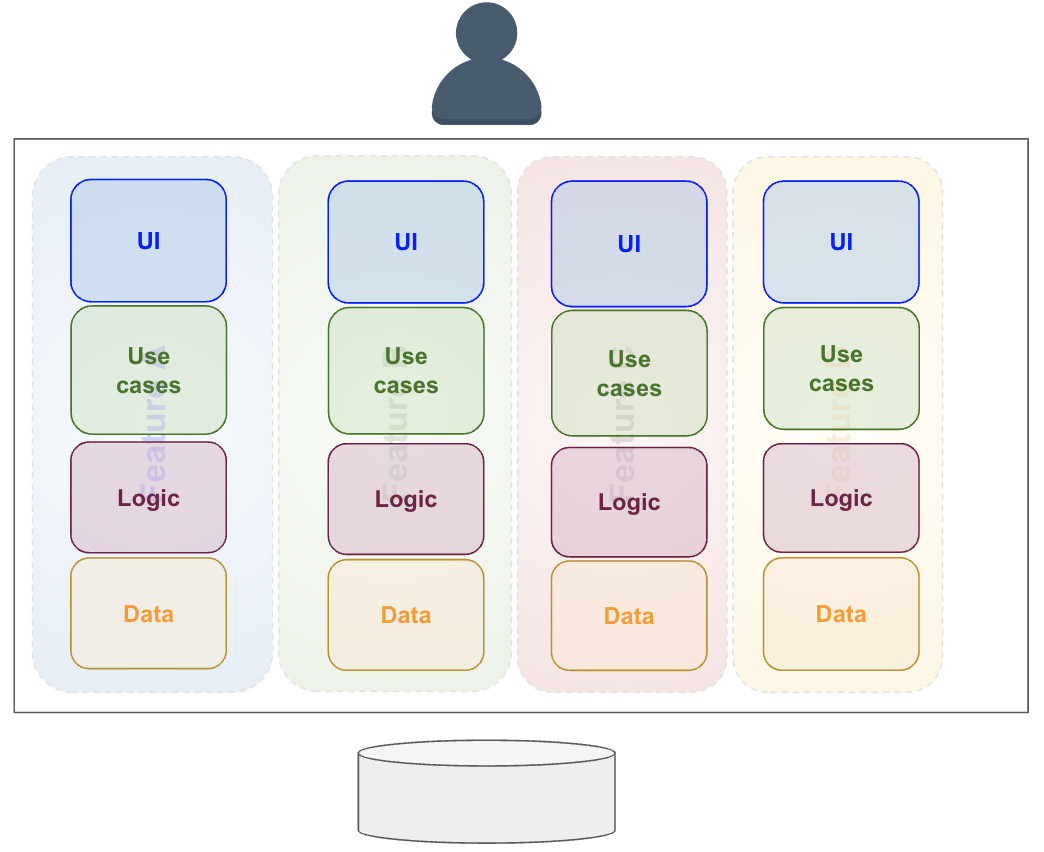 UI
Use
cases
Logic
Data
Feature A
UI
Use
cases
Logic
Data
Feature
UI
Use
cases
Logic
Data
Feature
UI
Use
cases
Logic
Data
Feature